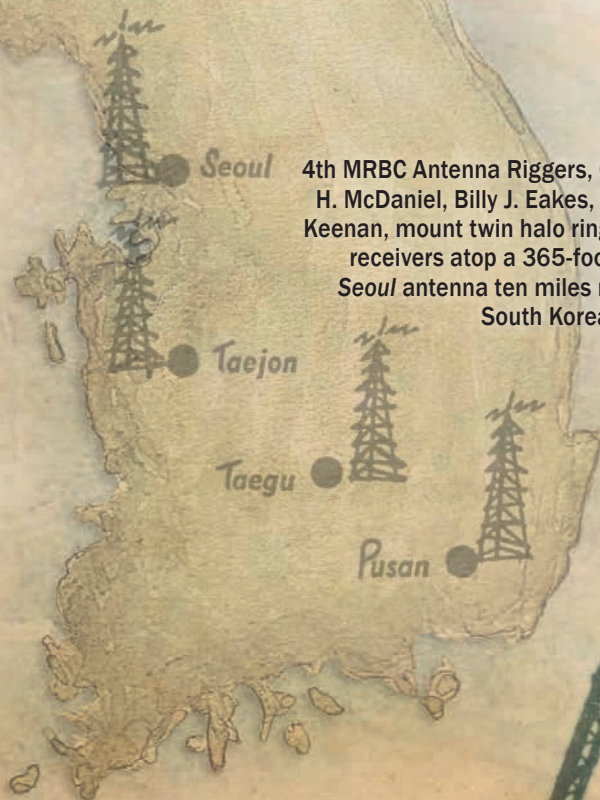 Seoul
4th MRBC Antenna Riggers,
H. McDaniel, Billy J. Eakes,
Keenan, mount twin halo ring
receivers atop a 365-foo
Seoul antenna ten miles
South Korea
Taejon
Taegu
Pusan